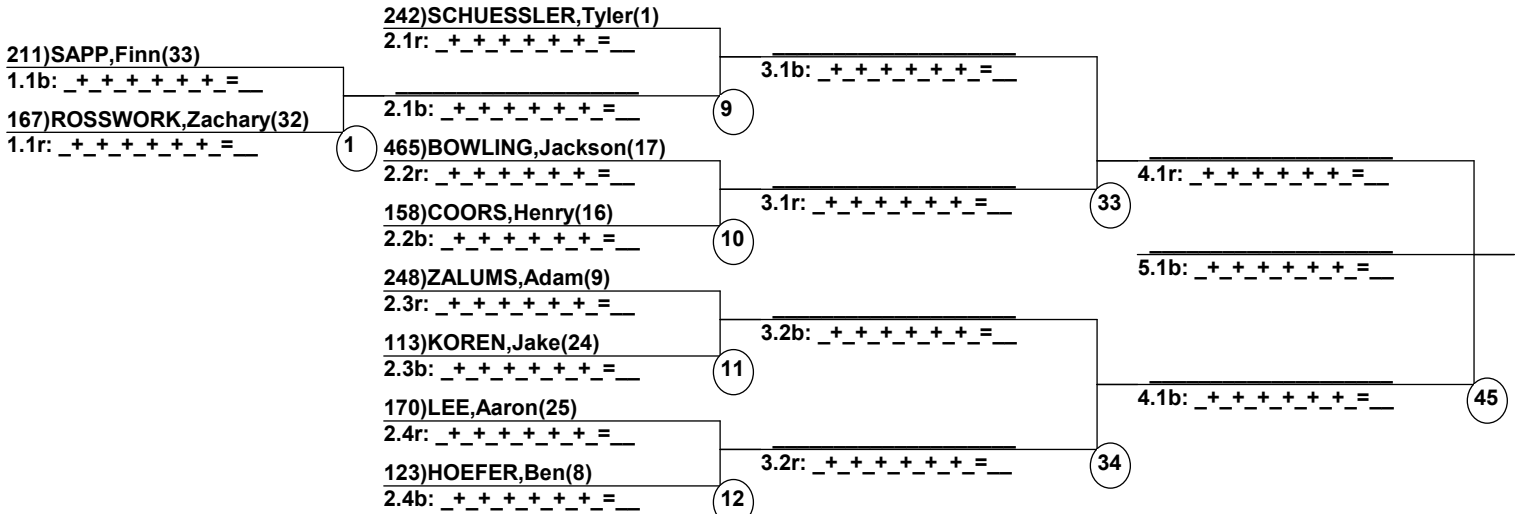 211)SAPP,Finn(33)
1.1b: _+_+_+_+_+_=__
167)ROSSWORK,Zachary(32)
1.1r: _+_+_+_+_+_=__
1
242)SCHUESSLER,Tyler(1)
2.1r: _+_+_+_+_+_=__
2.1b: _+_+_+_+_+_=__
9
465)BOWLING,Jackson(17)
2.2r: _+_+_+_+_+_=__
158)COORS,Henry(16)
2.2b: _+_+_+_+_+_=__
10
248)ZALUMS,Adam(9)
2.3r: _+_+_+_+_+_=__
113)KOREN,Jake(24)
2.3b: _+_+_+_+_+_=__
11
170)LEE,Aaron(25)
2.4r: _+_+_+_+_+_=__
123)HOEFER,Ben(8)
2.4b: _+_+_+_+_+_=__
12
3.1b: _+_+_+_+_+_=__
3.1r: _+_+_+_+_+_=__
33
3.2b: _+_+_+_+_+_=__
3.2r: _+_+_+_+_+_=__
34
4.1r: _+_+_+_+_+_=__
5.1b: _+_+_+_+_+_=__
4.1b: _+_+_+_+_+_=__
45